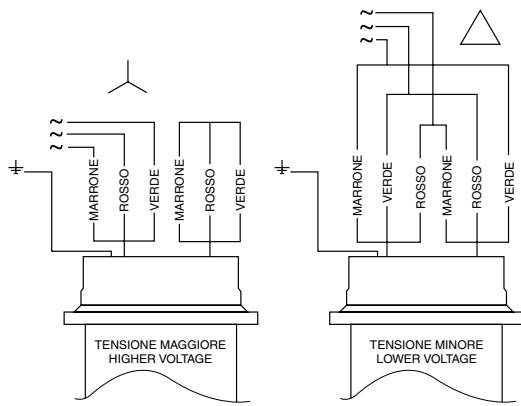 ~
~
~
MARRONE
ROSSO
VERDE
MARRONE
ROSSO
VERDE
TENSIONE MAGGIORE
HIGHER VOLTAGE
~
~
~
MARRONE
VERDE
ROSSO
MARRONE
ROSSO
VERDE
TENSIONE MINORE
LOWER VOLTAGE